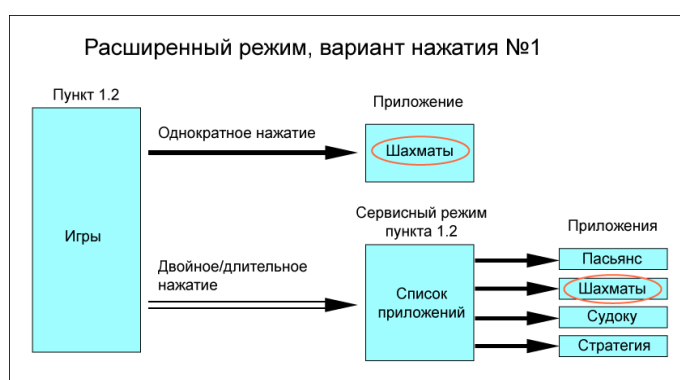 Расширенный режим, вариант нажатия №1
Пункт 1.2
Игры
Однократное нажатие
Приложение
Шахматы
Двойное/длительное
нажатие
Сервисный режим
пункта 1.2
Список
приложений
Приложения
Пасьянс
Шахматы
Судоку
Стратегия